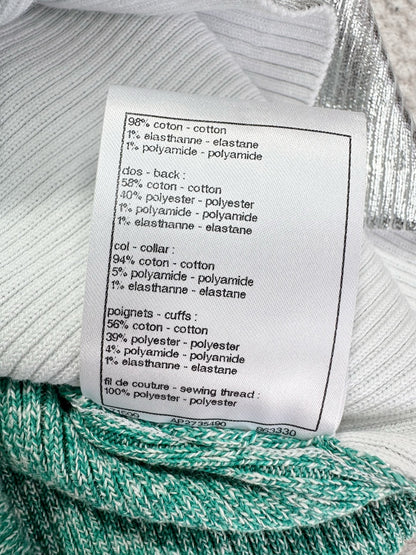 98% coton - cotton
1% elasthanne - elastane
1% polyamide - polyamide
dos - back :
58% coton - cotton
40% polyester - polyester
1% polyamide - polyamide
1% elasthanne - elastane
col - collar :
94% coton - cotton
5% polyamide - polyamide
1% elasthanne - elastane
poignets - cuffs :
56% coton - cotton
39% polyester - polyester
4% polyamide - polyamide
1% elasthanne - elastane
fil de couture - sewing thread :
100% polyester - polyester
AP2735490 863330